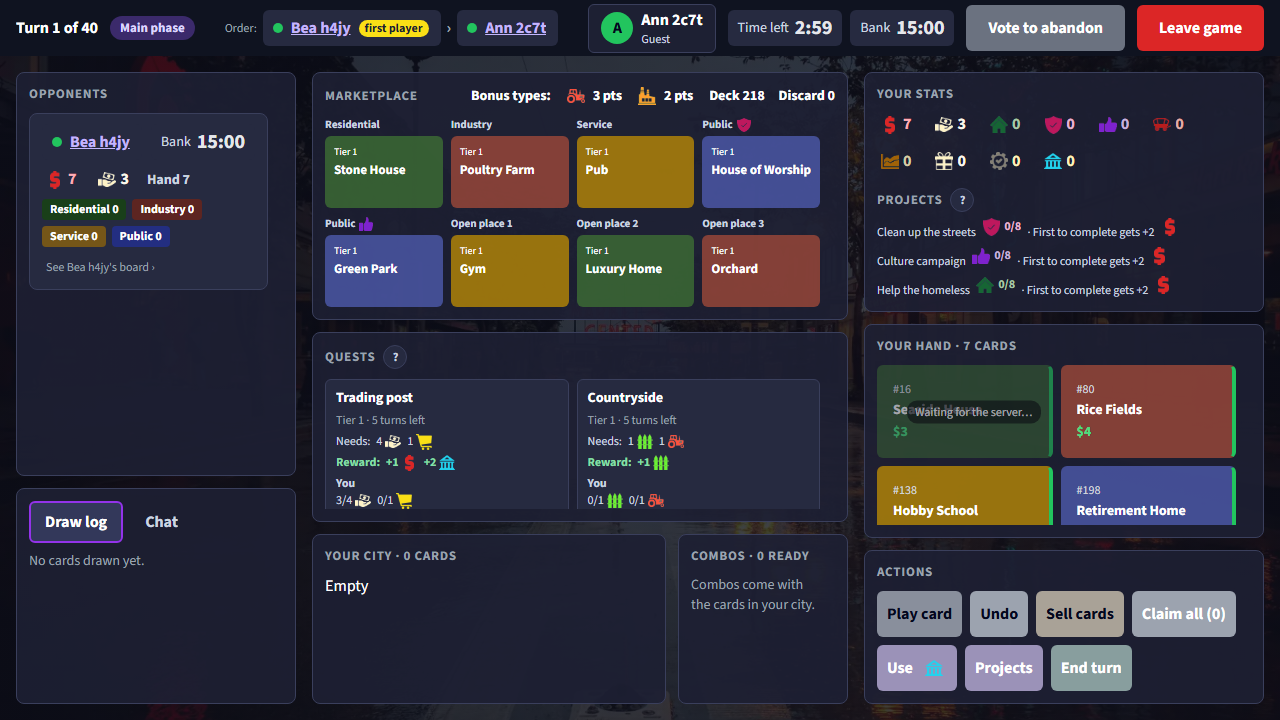 Turn 1 of 40
Main phase
Order:
Bea h4jy
first player
›
Ann 2c7t
A
Ann 2c7t
Guest
Time left 2:59
Bank 15:00
Vote to abandon
Leave game
OPPONENTS
Bea h4jy
Bank 15:00
7
3
Hand 7
Residential 0
Industry 0
Service 0
Public 0
See Bea h4jy's board ›
Draw log
Chat
No cards drawn yet.
MARKETPLACE
Bonus types:
3 pts
2 pts
Deck 218
Discard 0
Residential
Industry
Service
Public
Tier 1
Stone House
Tier 1
Poultry Farm
Tier 1
Pub
Tier 1
House of Worship
Public
Open place 1
Open place 2
Open place 3
Tier 1
Green Park
Tier 1
Gym
Tier 1
Luxury Home
Tier 1
Orchard
QUESTS ?
Trading post
Tier 1 · 5 turns left
Needs: 4 1
Reward: +1 +2
You
3/4 0/1
Countryside
Tier 1 · 5 turns left
Needs: 1 1
Reward: +1
You
0/1 0/1
YOUR CITY · 0 CARDS
Empty
COMBOS · 0 READY
Combos come with
the cards in your city.
YOUR STATS
7 3 0 0 0 0
0 0 0 0
PROJECTS ?
Clean up the streets 0/8 · First to complete gets +2
Culture campaign 0/8 · First to complete gets +2
Help the homeless 0/8 · First to complete gets +2
YOUR HAND · 7 CARDS
#16
Waiting for the server…
$3
#80
Rice Fields
$4
#138
Hobby School
#198
Retirement Home
ACTIONS
Play card
Undo
Sell cards
Claim all (0)
Use
Projects
End turn